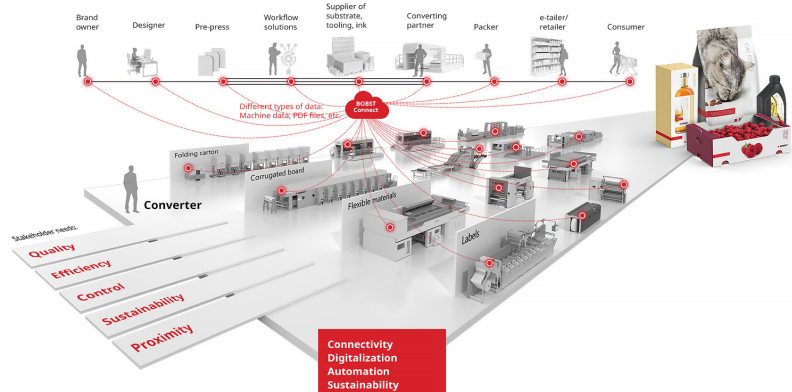 Brand
owner
Designer
Pre-press
Workflow
solutions
Supplier of
substrate,
tooling, ink
Converting
partner
Packer
e-tailer/
retailer
Consumer
Different types of data:
Machine data, PDF files, etc.
BOBST
Connect
Folding carton
Corrugated board
Flexible materials
Labels
Converter
Stakeholder needs:
Quality
Efficiency
Control
Sustainability
Proximity
Connectivity
Digitalization
Automation
Sustainability